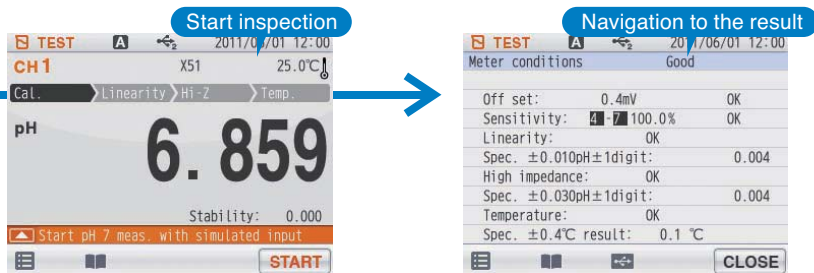 Start inspection
TEST A 2 2011/06/01 12:00
CH1 X51 25.0℃
Cal. Linearity Hi-Z Temp.
pH 6.859
Stability: 0.000
Start pH 7 meas. with simulated input
START
Navigation to the result
TEST A 2 2011/06/01 12:00
Meter conditions Good
Off set: 0.4mV OK
Sensitivity: 4-7 100.0% OK
Linearity: OK
Spec. ±0.010pH±1digit: 0.004
High impedance: OK
Spec. ±0.030pH±1digit: 0.004
Temperature: OK
Spec. ±0.4℃ result: 0.1 ℃
CLOSE